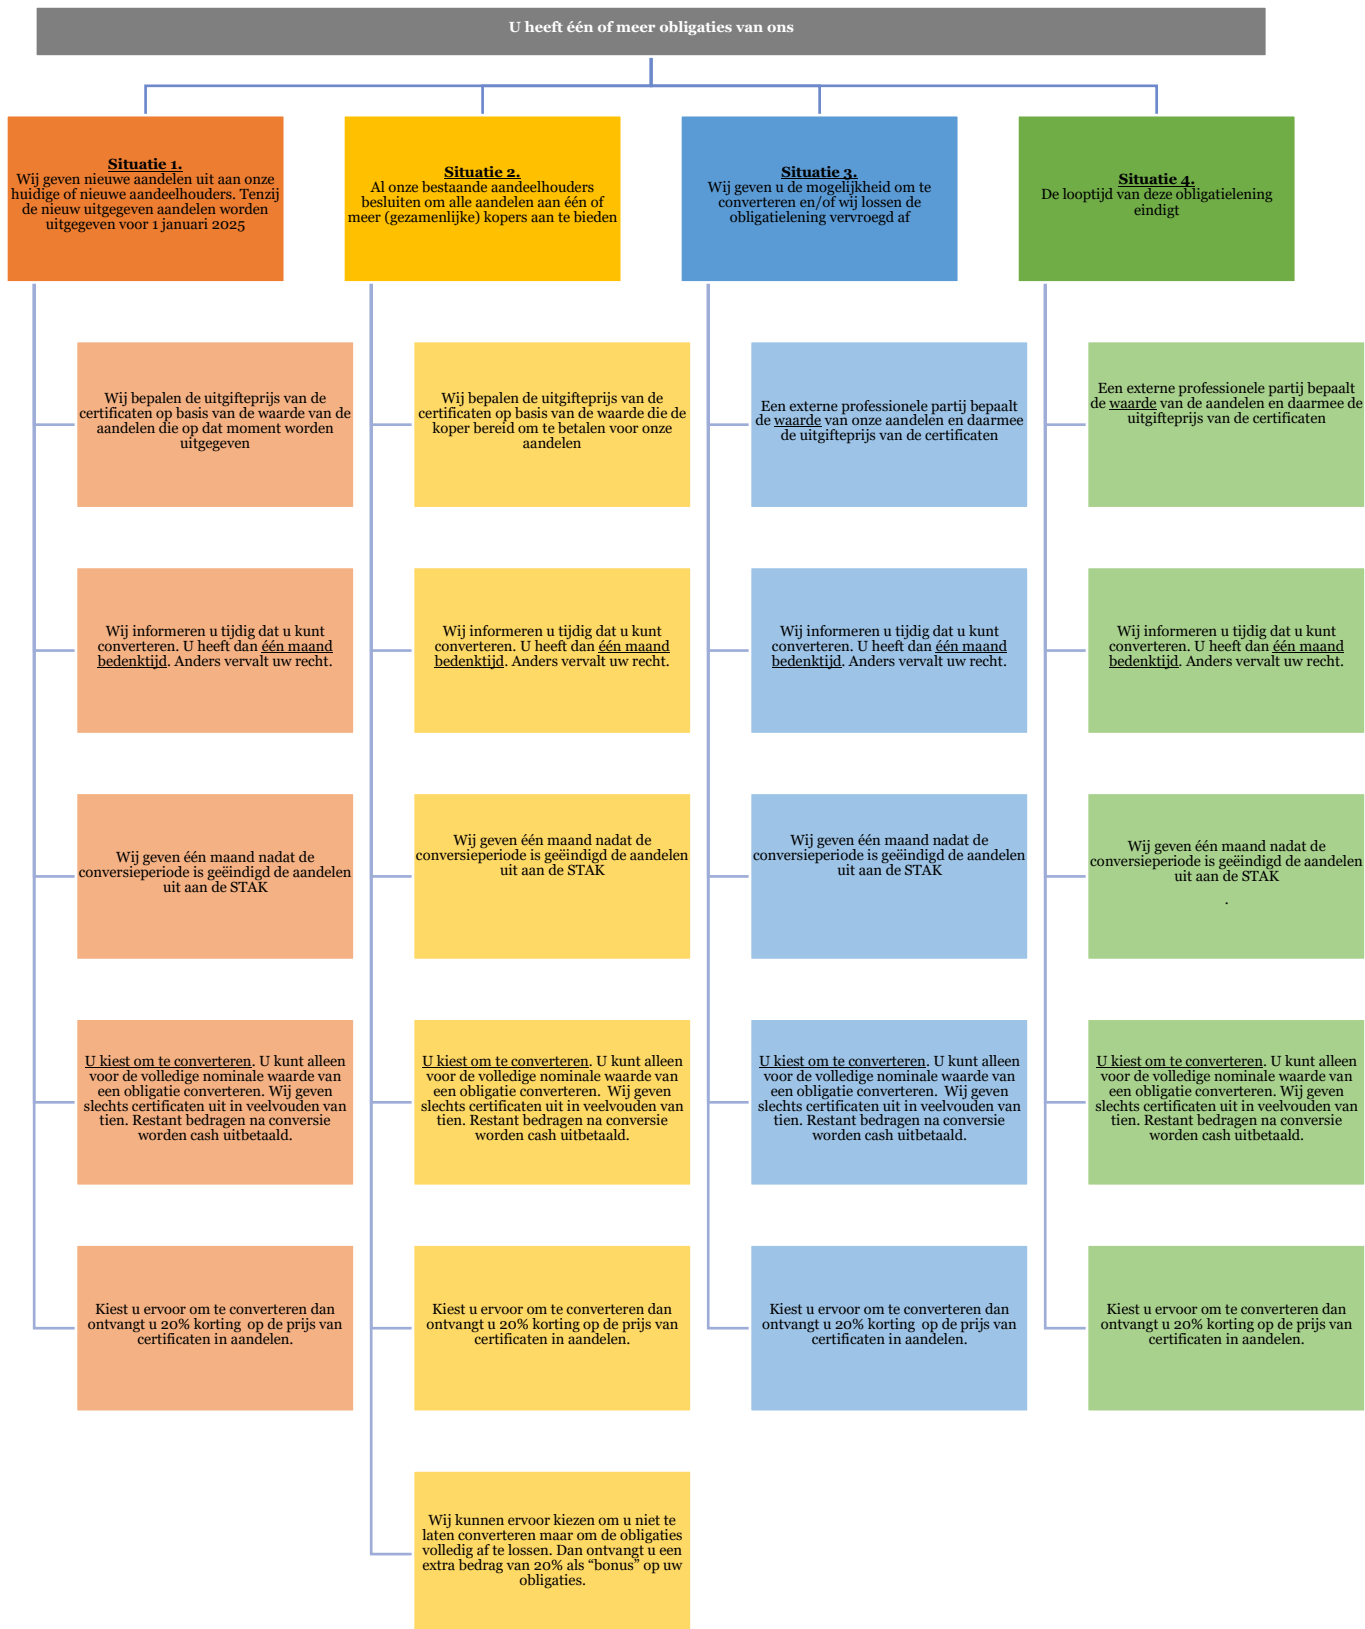 U heeft één of meer obligaties van ons
Situatie 1.
Wij geven nieuwe aandelen uit aan onze
huidige of nieuwe aandeelhouders. Tenzij
de nieuw uitgegeven aandelen worden
uitgegeven voor 1 januari 2025
Wij bepalen de uitgifteprijs van de
certificaten op basis van de waarde van de
aandelen die op dat moment worden
uitgegeven
Wij informeren u tijdig dat u kunt
converteren. U heeft dan één maand
bedenktijd. Anders vervalt uw recht.
Wij geven één maand nadat de
conversieperiode is geëindigd de aandelen
uit aan de STAK
U kiest om te converteren. U kunt alleen
voor de volledige nominale waarde van
een obligatie converteren. Wij geven
slechts certificaten uit in veelvouden van
tien. Restant bedragen na conversie
worden cash uitbetaald.
Kiest u ervoor om te converteren dan
ontvangt u 20% korting  op de prijs van
certificaten in aandelen.
Situatie 2.
Al onze bestaande aandeelhouders
besluiten om alle aandelen aan één of
meer (gezamenlijke) kopers aan te bieden
Wij bepalen de uitgifteprijs van de
certificaten op basis van de waarde die de
koper bereid om te betalen voor onze
aandelen
Wij informeren u tijdig dat u kunt
converteren. U heeft dan één maand
bedenktijd. Anders vervalt uw recht.
Wij geven één maand nadat de
conversieperiode is geëindigd de aandelen
uit aan de STAK
U kiest om te converteren. U kunt alleen
voor de volledige nominale waarde van
een obligatie converteren.  Wij geven
slechts certificaten uit in veelvouden van
tien. Restant bedragen na conversie
worden cash uitbetaald.
Kiest u ervoor om te converteren dan
ontvangt u 20% korting op de prijs van
certificaten in aandelen.
Wij kunnen ervoor kiezen om u niet te
laten converteren maar om de obligaties
volledig af te lossen. Dan ontvangt u een
extra bedrag van 20% als “bonus” op uw
obligaties.
Situatie 3.
Wij geven u de mogelijkheid om te
converteren en/of wij lossen de
obligatielening vervroegd af
Een externe professionele partij bepaalt
de waarde van onze aandelen en daarmee
de uitgifteprijs van de certificaten
Wij informeren u tijdig dat u kunt
converteren. U heeft dan één maand
bedenktijd. Anders vervalt uw recht.
Wij geven één maand nadat de
conversieperiode is geëindigd de aandelen
uit aan de STAK
U kiest om te converteren. U kunt alleen
voor de volledige nominale waarde van
een obligatie converteren.  Wij geven
slechts certificaten uit in veelvouden van
tien. Restant bedragen na conversie
worden cash uitbetaald.
Kiest u ervoor om te converteren dan
ontvangt u 20% korting  op de prijs van
certificaten in aandelen.
Situatie 4.
De looptijd van deze obligatielening
eindigt
Een externe professionele partij bepaalt
de waarde van de aandelen en daarmee de
uitgifteprijs van de certificaten
Wij informeren u tijdig dat u kunt
converteren. U heeft dan één maand
bedenktijd. Anders vervalt uw recht.
Wij geven één maand nadat de
conversieperiode is geëindigd de aandelen
uit aan de STAK
.
U kiest om te converteren. U kunt alleen
voor de volledige nominale waarde van
een obligatie converteren. Wij geven
slechts certificaten uit in veelvouden van
tien. Restant bedragen na conversie
worden cash uitbetaald.
Kiest u ervoor om te converteren dan
ontvangt u 20% korting op de prijs van
certificaten in aandelen.